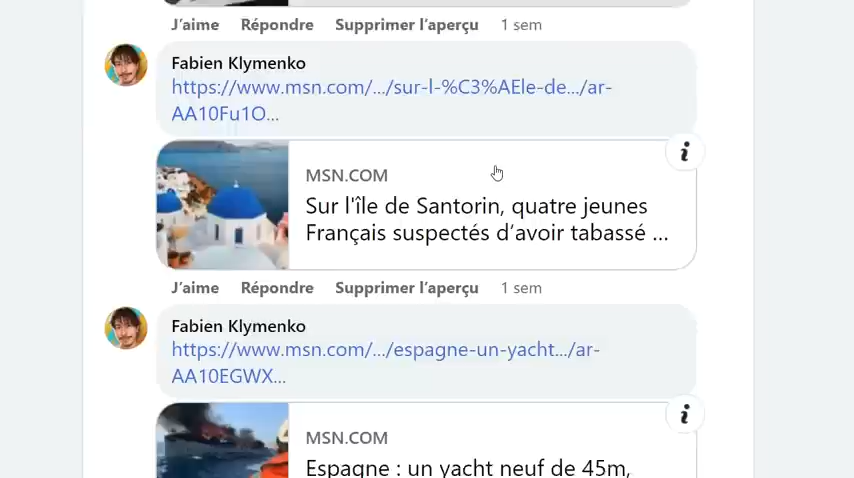 J’aime Répondre Supprimer l’aperçu 1 sem
Fabien Klymenko
https://www.msn.com/.../sur-l-%C3%AEle-de.../ar-
AA10Fu1O...
MSN.COM
Sur l'île de Santorin, quatre jeunes
Français suspectés d’avoir tabassé ...
J’aime Répondre Supprimer l’aperçu 1 sem
Fabien Klymenko
https://www.msn.com/.../espagne-un-yacht.../ar-
AA10EGWX...
MSN.COM
Espagne : un yacht neuf de 45m,